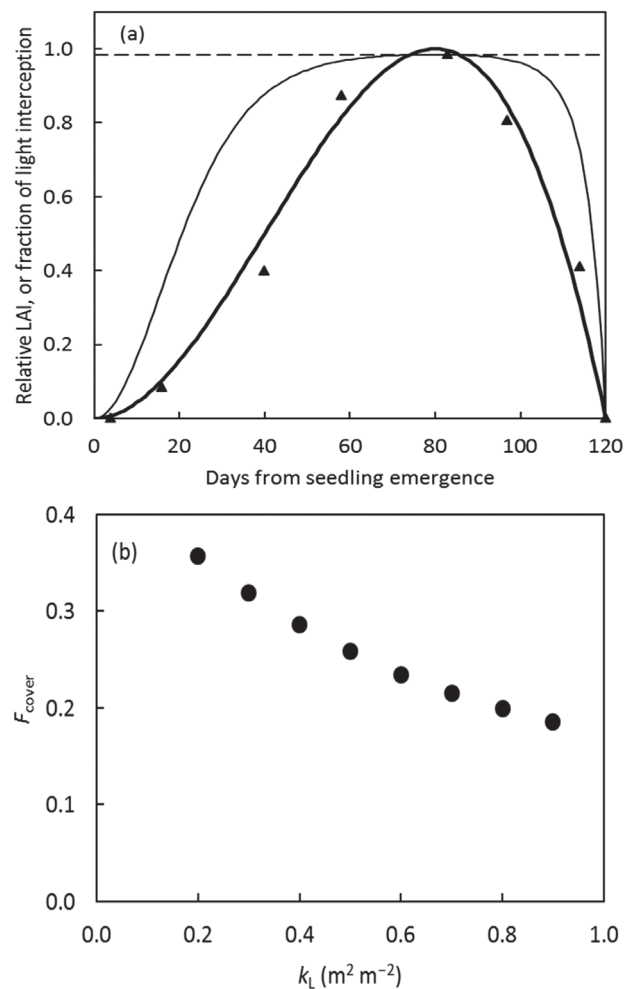 (a)
Relative LAI, or fraction of light interception
1.0
0.8
0.6
0.4
0.2
0.0
0 20 40 60 80 100 120
Days from seedling emergence
(b)
F cover
0.4
0.3
0.2
0.1
0.0
0.0 0.2 0.4 0.6 0.8 1.0
kL (m² m⁻²)